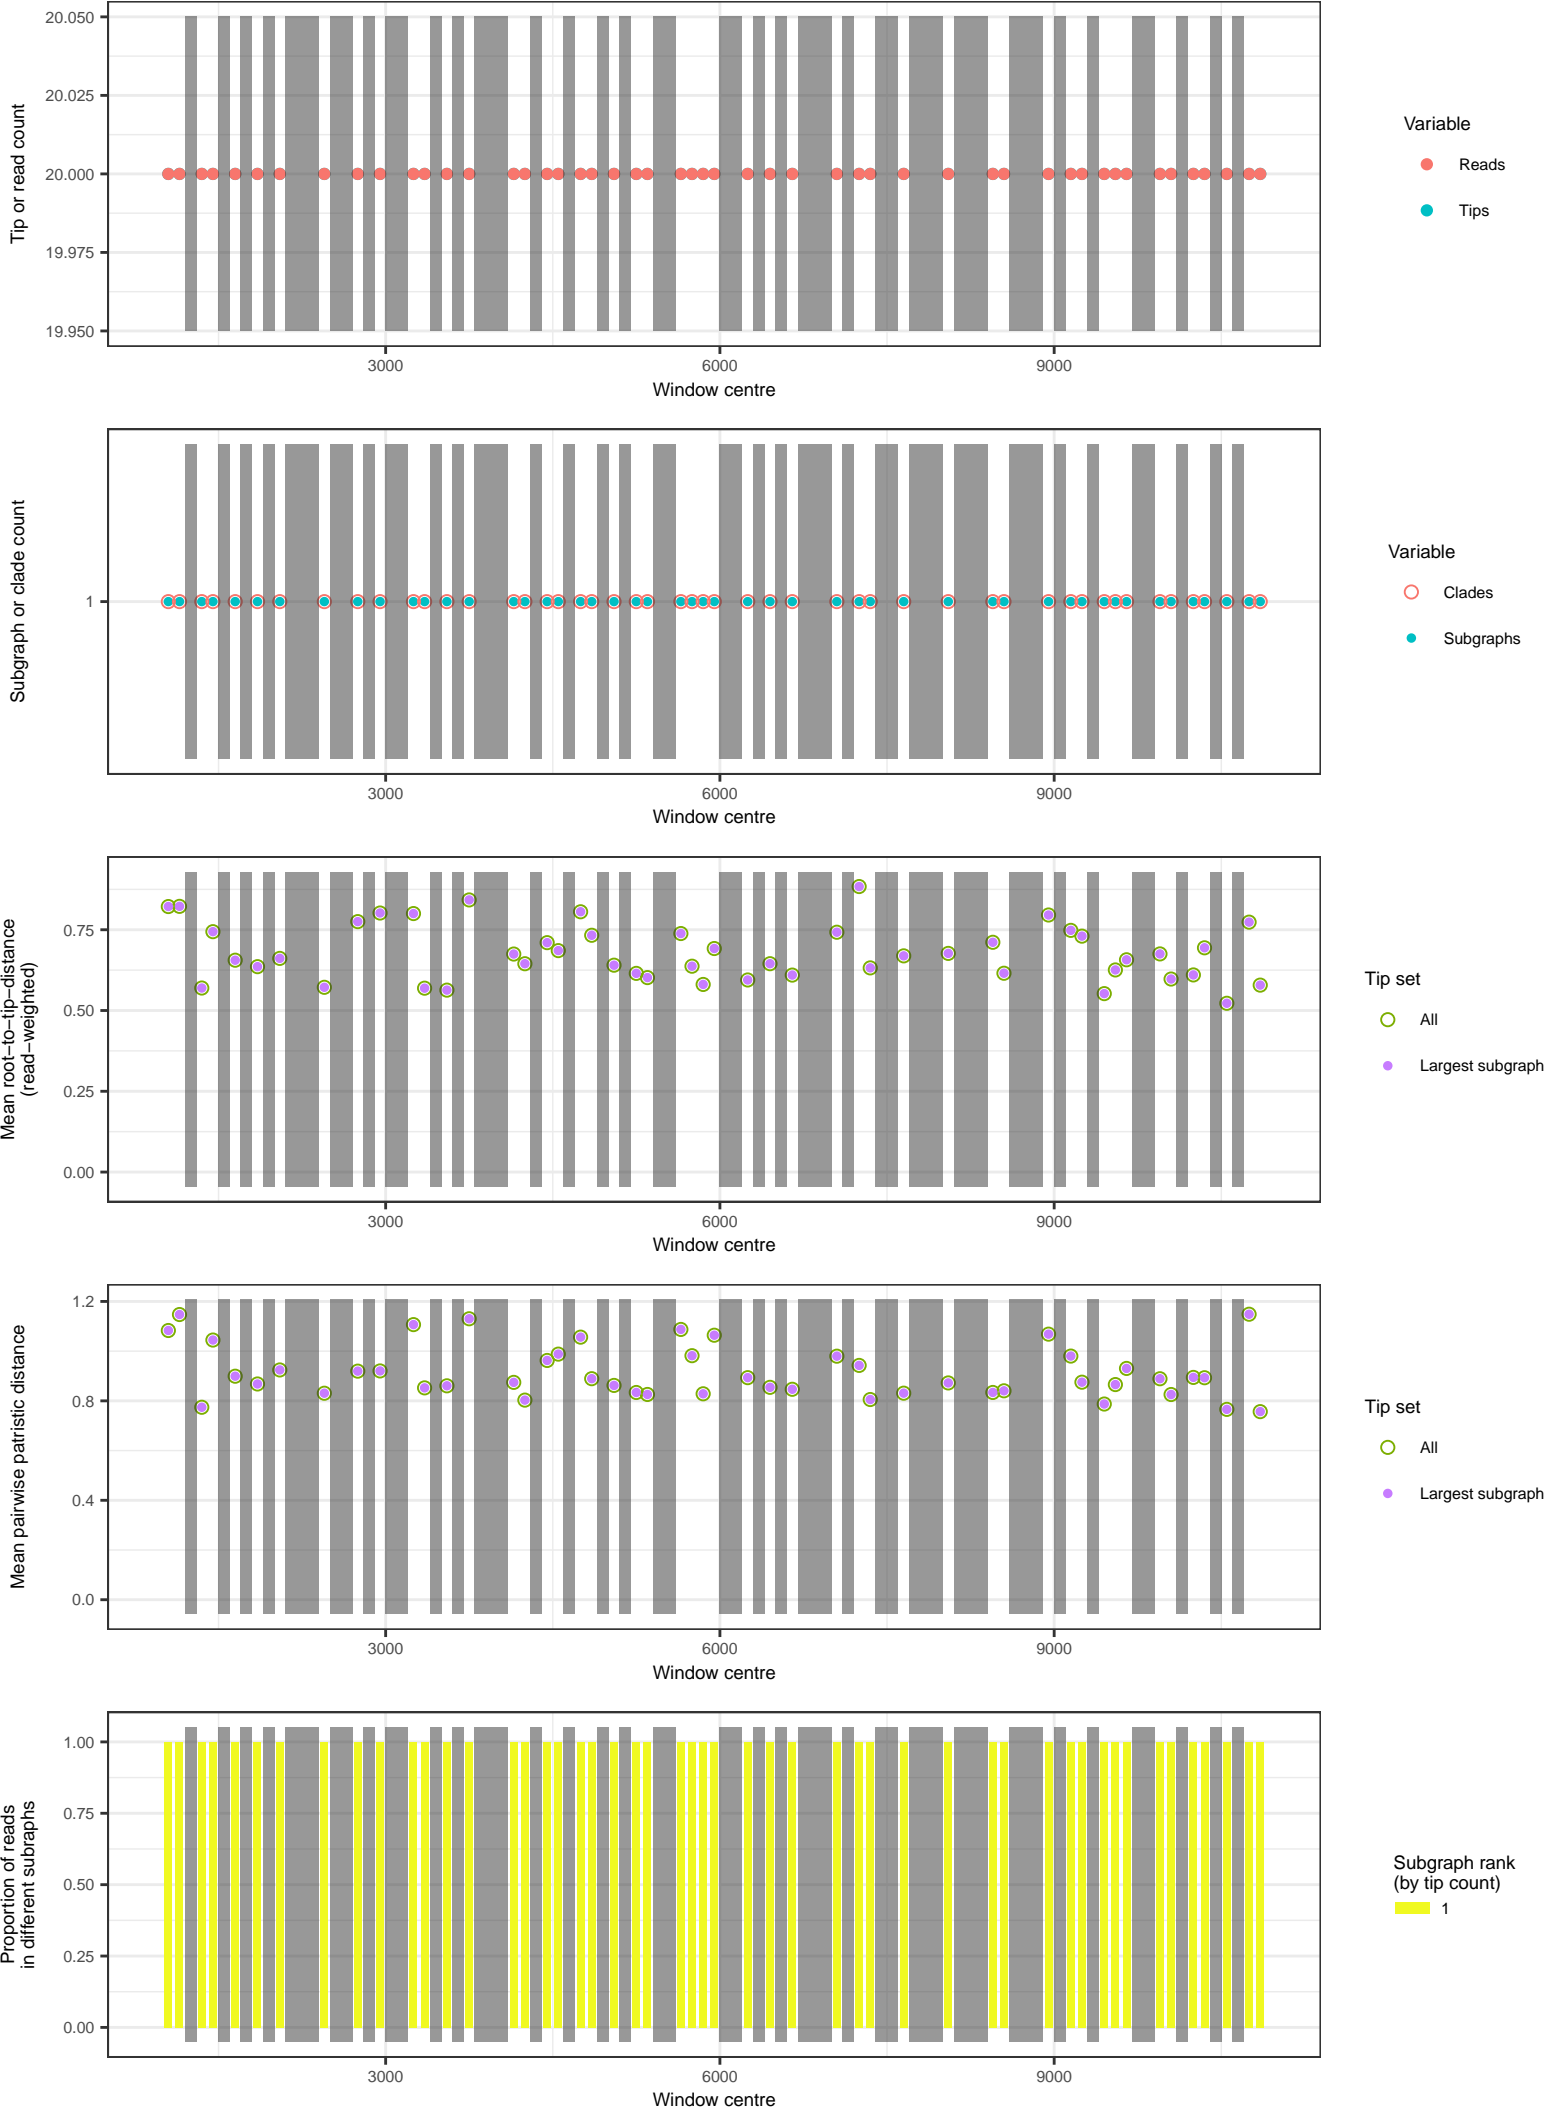 20.050
20.025
20.000
19.975
19.950
Tip or read count
3000
6000
9000
Window centre
Variable
Reads
Tips
1
Subgraph or clade count
3000
6000
9000
Window centre
Variable
Clades
Subgraphs
0.75
0.50
0.25
0.00
Mean root−to−tip−distance
(read−weighted)
3000
6000
9000
Window centre
Tip set
All
Largest subgraph
1.2
0.8
0.4
0.0
Mean pairwise patristic distance
3000
6000
9000
Window centre
Tip set
All
Largest subgraph
1.00
0.75
0.50
0.25
0.00
Proportion of reads
in different subraphs
3000
6000
9000
Window centre
Subgraph rank
(by tip count)
1